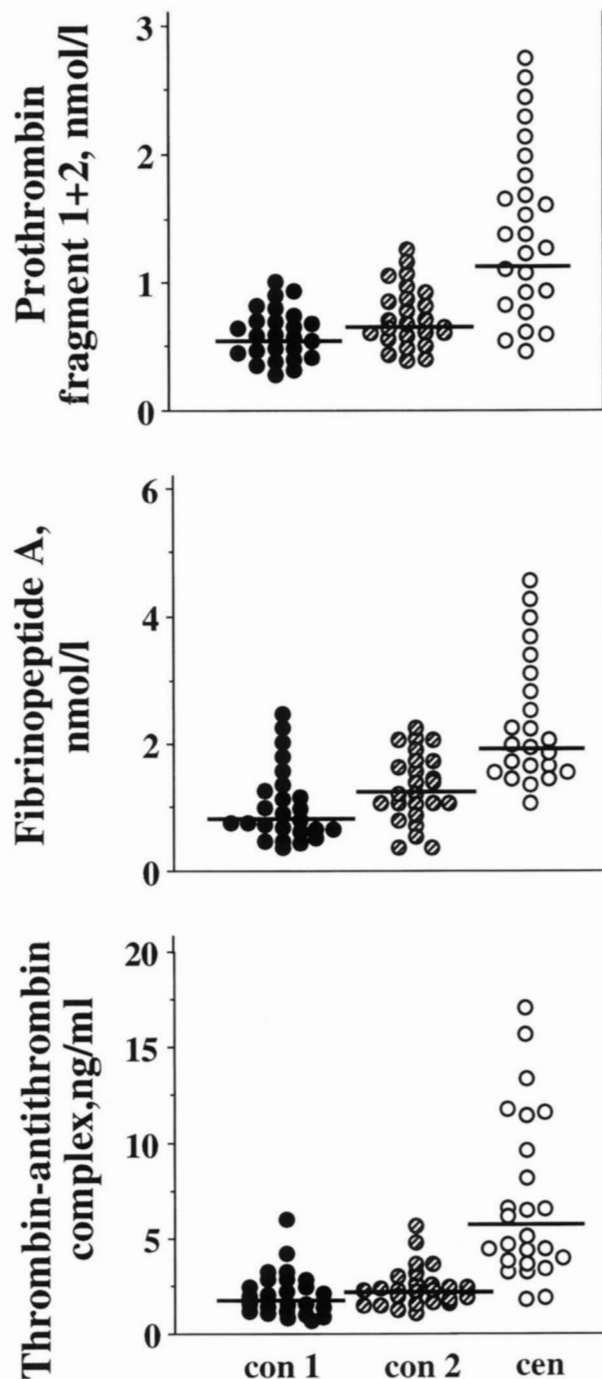 Prothrombin
fragment 1+2, nmol/l
3
2
1
0
Fibrinopeptide A,
nmol/l
6
4
2
0
Thrombin-antithrombin
complex,ng/ml
20
15
10
5
0
con 1
con 2
cen